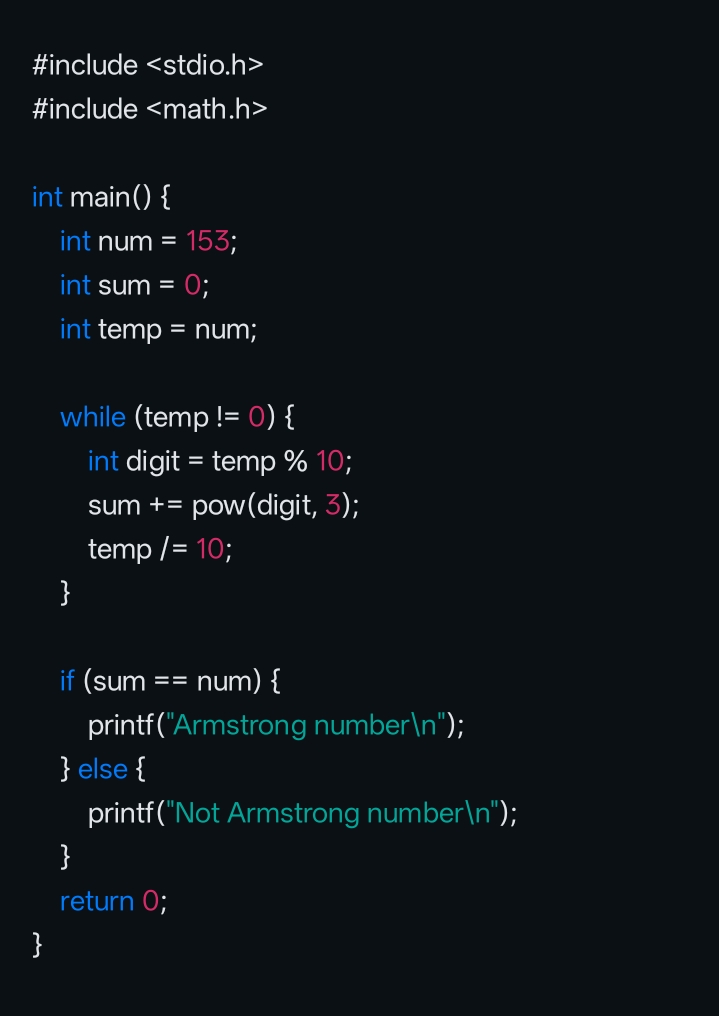 #include <stdio.h>
#include <math.h>

int main() {
    int num = 153;
    int sum = 0;
    int temp = num;

    while (temp != 0) {
        int digit = temp % 10;
        sum += pow(digit, 3);
        temp /= 10;
    }

    if (sum == num) {
        printf("Armstrong number\n");
    } else {
        printf("Not Armstrong number\n");
    }
    return 0;
}